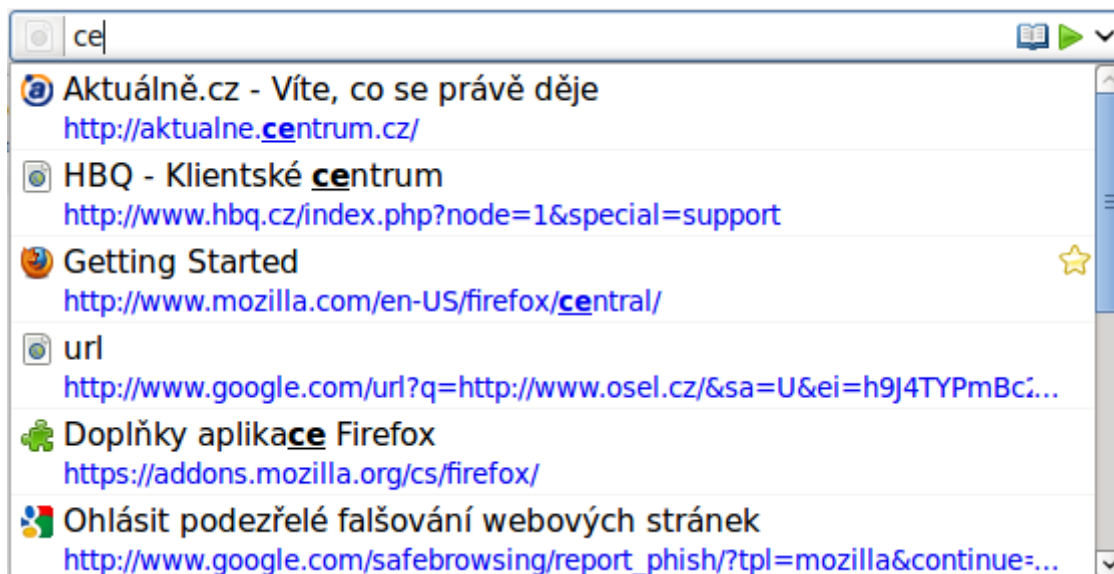 ce
Aktuálně.cz - Víte, co se právě děje
http://aktualne.centrum.cz/
HBQ - Klientské centrum
http://www.hbq.cz/index.php?node=1&special=support
Getting Started
http://www.mozilla.com/en-US/firefox/central/
url
http://www.google.com/url?q=http://www.osel.cz/&sa=U&ei=h9J4TYPmBc2...
Doplňky aplikace Firefox
https://addons.mozilla.org/cs/firefox/
Ohlásit podezřelé falšování webových stránek
http://www.google.com/safebrowsing/report_phish/?tpl=mozilla&continue=...